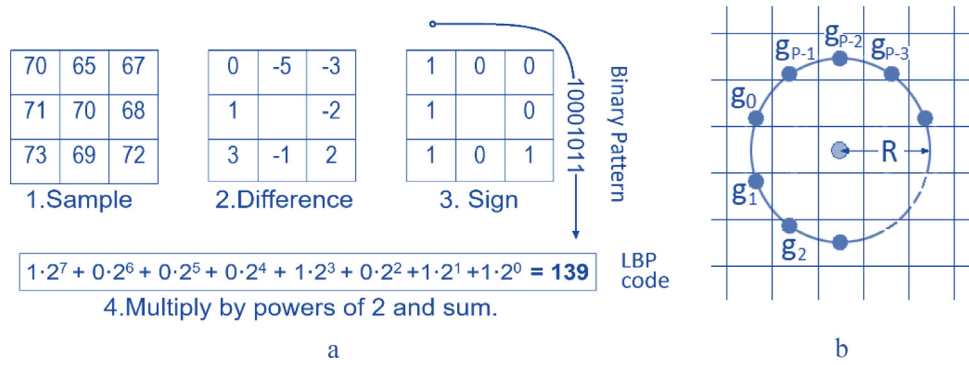 70 65 67
71 70 68
73 69 72
1.Sample
0 -5 -3
1 -2
3 -1 2
2.Difference
1 0 0
1 0
1 0 1
3. Sign
10001011
Binary Pattern
1·2⁷ + 0·2⁶ + 0·2⁵ + 0·2⁴ + 1·2³ + 0·2² +1·2¹ +1·2⁰ = 139
LBP
code
4.Multiply by powers of 2 and sum.
a
gP-2
gP-1
gP-3
g0
R
g1
g2
b